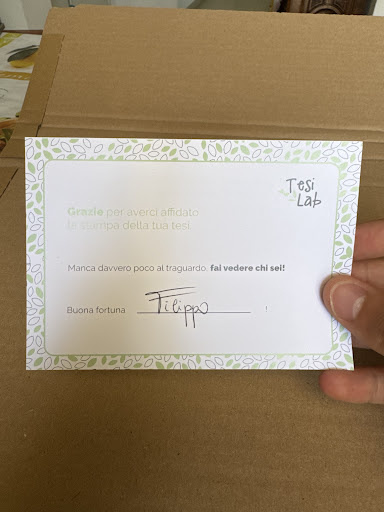 Tesi
Lab
Grazie per averci affidato
la stampa della tua tesi.
Manca davvero poco al traguardo, fai vedere chi sei!
Buona fortuna Filippo !